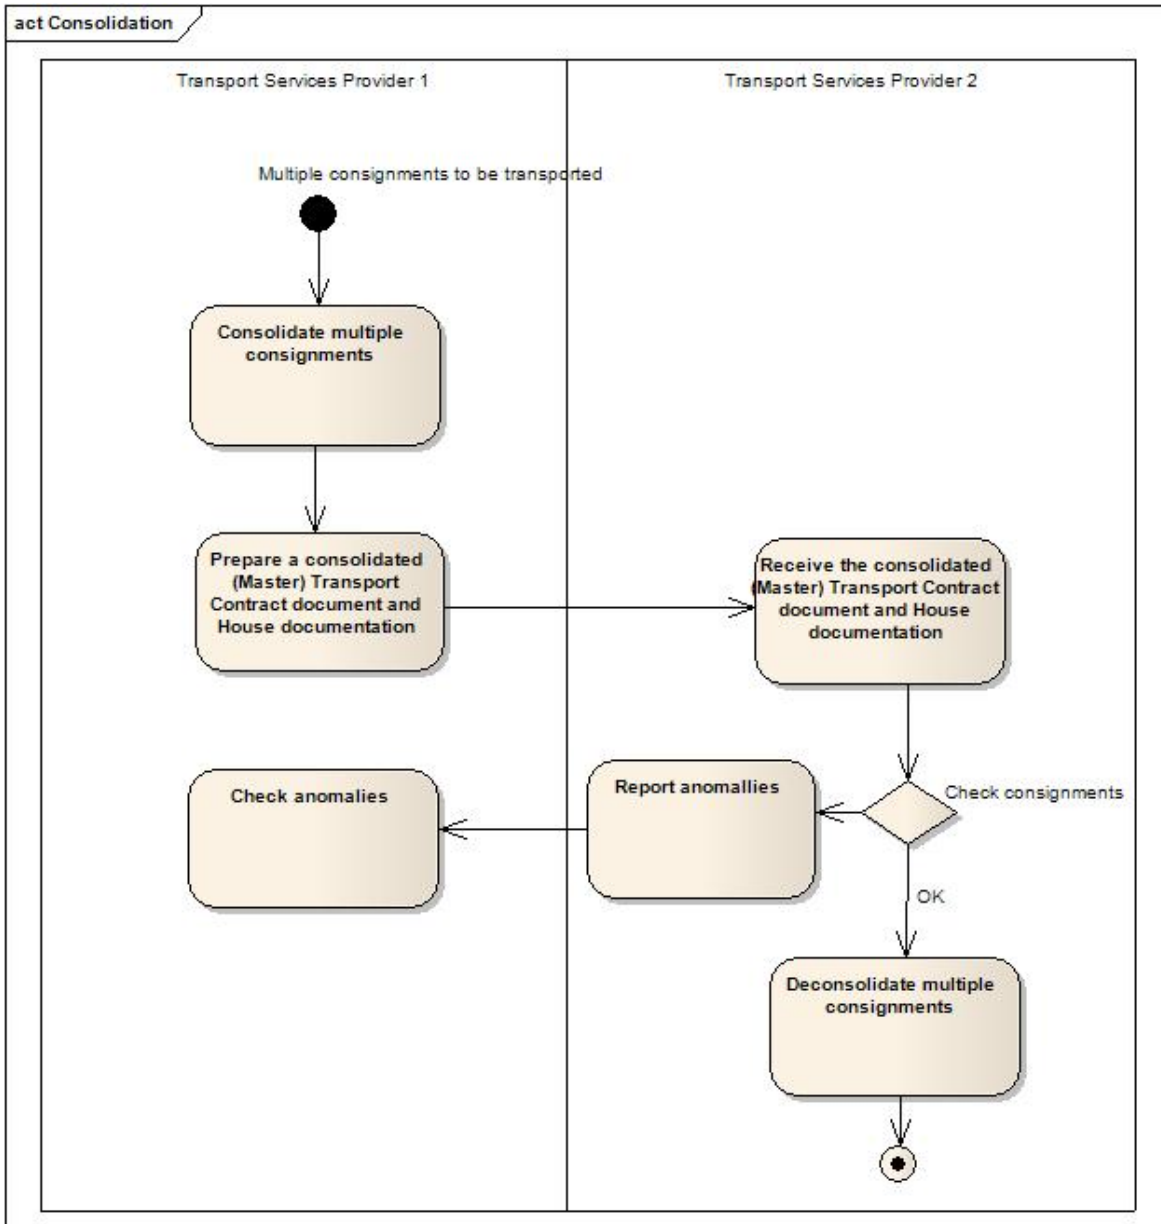 act Consolidation
Transport Services Provider 1
Transport Services Provider 2
Multiple consignments to be transported
Consolidate multiple
consignments
Prepare a consolidated
(Master) Transport
Contract document and
House documentation
Receive the consolidated
(Master) Transport Contract
document and House
documentation
Check consignments
Report anomallies
Check anomalies
OK
Deconsolidate multiple
consignments